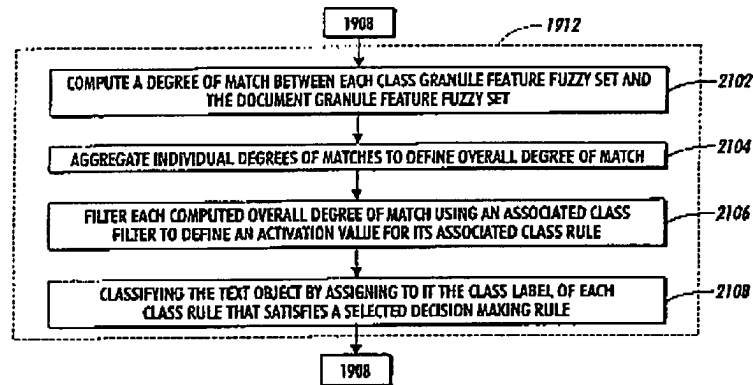 1908
1912
COMPUTE A DEGREE OF MATCH BETWEEN EACH CLASS GRANULE FEATURE FUZZY SET AND
THE DOCUMENT GRANULE FEATURE FUZZY SET
2102
AGGREGATE INDIVIDUAL DEGREES OF MATCHES TO DEFINE OVERALL DEGREE OF MATCH
2104
FILTER EACH COMPUTED OVERALL DEGREE OF MATCH USING AN ASSOCIATED CLASS
FILTER TO DEFINE AN ACTIVATION VALUE FOR ITS ASSOCIATED CLASS RULE
2106
CLASSIFYING THE TEXT OBJECT BY ASSIGNING TO IT THE CLASS LABEL OF EACH
CLASS RULE THAT SATISFIES A SELECTED DECISION MAKING RULE
2108
1908